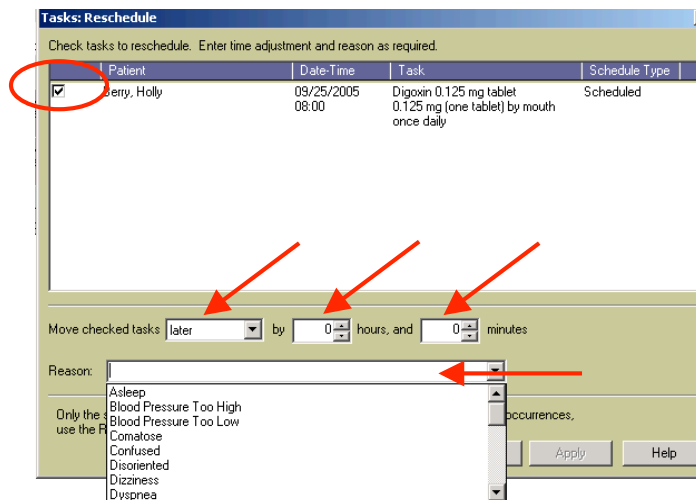 Tasks: Reschedule
Check tasks to reschedule. Enter time adjustment and reason as required.
Patient Date-Time Task Schedule Type
Berry, Holly 09/25/2005 Digoxin 0.125 mg tablet Scheduled
08:00 0.125 mg (one tablet) by mouth
once daily
Move checked tasks later by 0 hours, and 0 minutes
Reason:
Asleep
Blood Pressure Too High
Blood Pressure Too Low
Comatose
Confused
Disoriented
Dizziness
Dyspnea
Only the occurrences,
use the
Apply Help